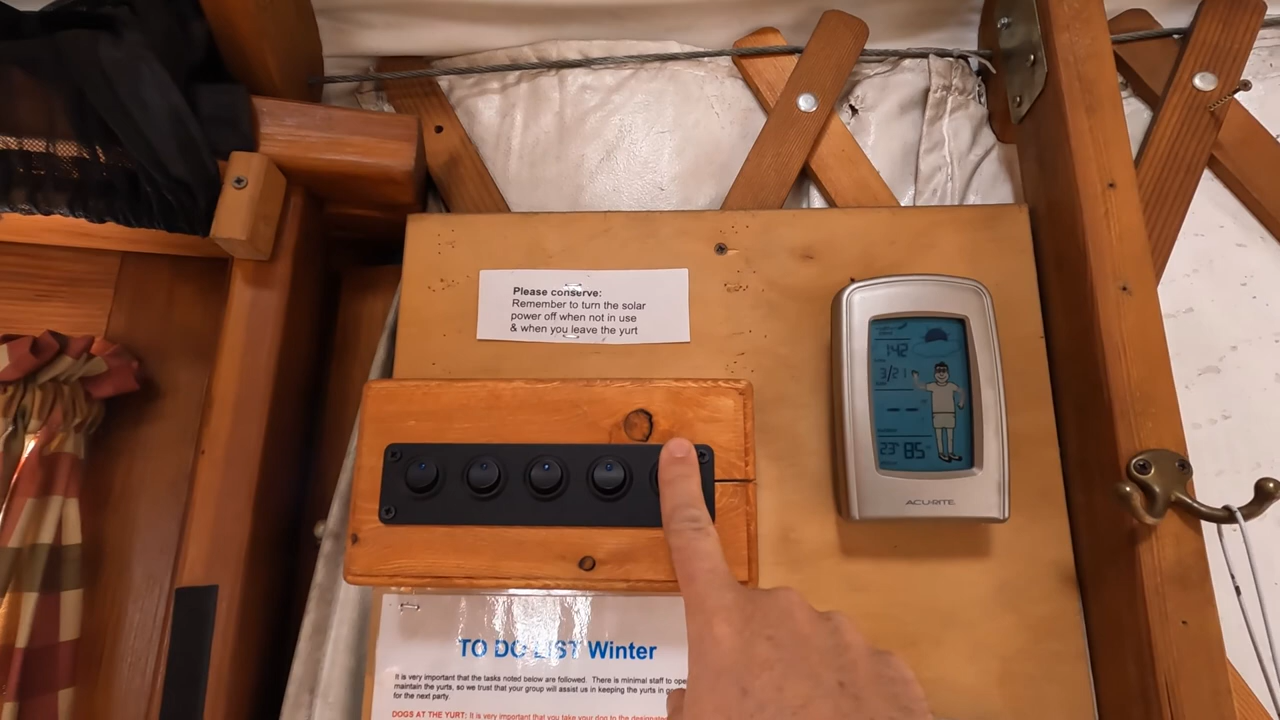 Please conserve:
Remember to turn the solar
power off when not in use
& when you leave the yurt
142
3/21
23° 85
ACU·RITE
TO DO LIST Winter
It is very important that the tasks noted below are followed. There is minimal staff to
maintain the yurts, so we trust that your group will assist us in keeping the yurts in
for the next party.
DOGS AT THE YURT: It is very important that you take your dog to the designated